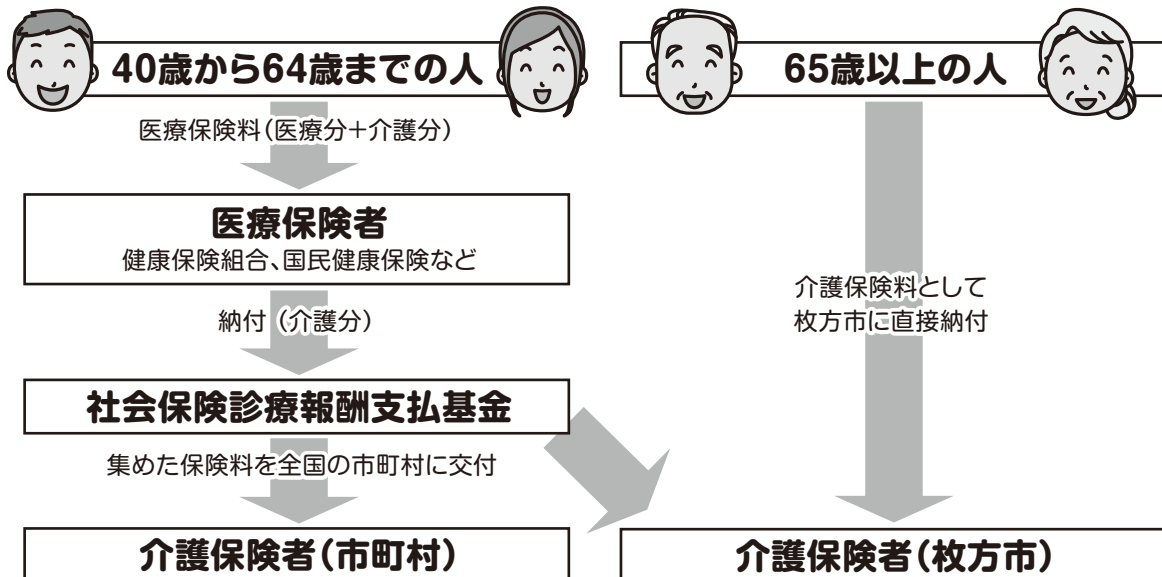 40歳から64歳までの人
医療保険料(医療分+介護分)
医療保険者
健康保険組合、国民健康保険など
納付(介護分)
社会保険診療報酬支払基金
集めた保険料を全国の市町村に交付
介護保険者(市町村)
65歳以上の人
介護保険料として
枚方市に直接納付
介護保険者(枚方市)